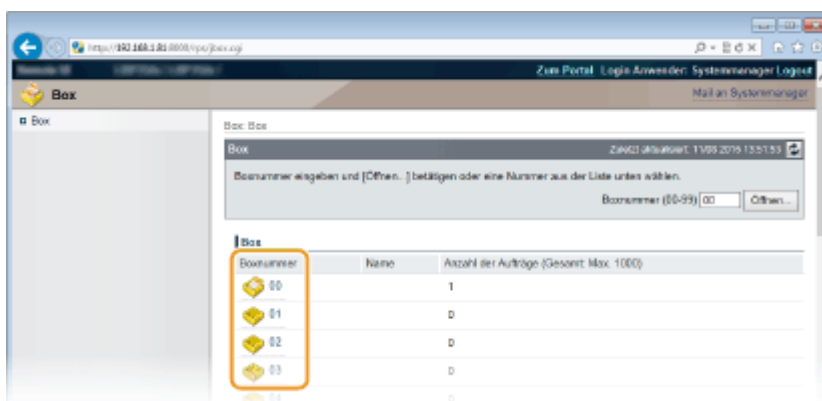 Zum Portal Login Anwender: Systemmanager Logout
Box
Mail an Systemmanager
Box
Box: Box
Box
Zuletzt aktualisiert: 11/08 2015 13:51:53
Boxnummer eingeben und [Öffnen...] betätigen oder eine Nummer aus der Liste unten wählen.
Boxnummer (00-99) 00 Öffnen...
Box
Boxnummer Name Anzahl der Aufträge (Gesamt: Max. 1000)
00 1
01 0
02 0
03 0